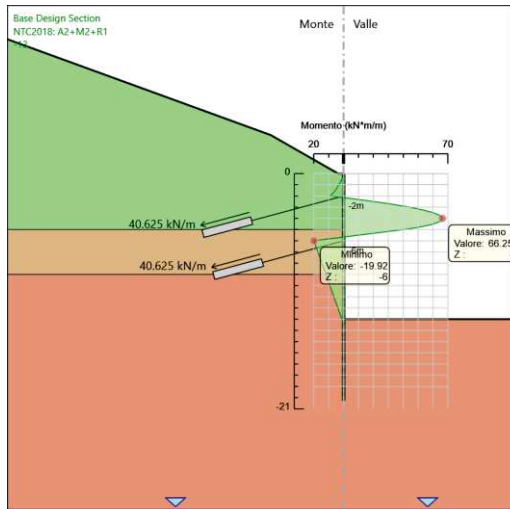 Base Design Section
NTC2018: A2+M2+R1
Monte
Valle
Momento (kN*m/m)
20
70
0
-2m
40.625 kN/m
Massimo
Valore: 66.25
Z :
40.625 kN/m
Minimo
Valore: -19.92
Z : -6
-21